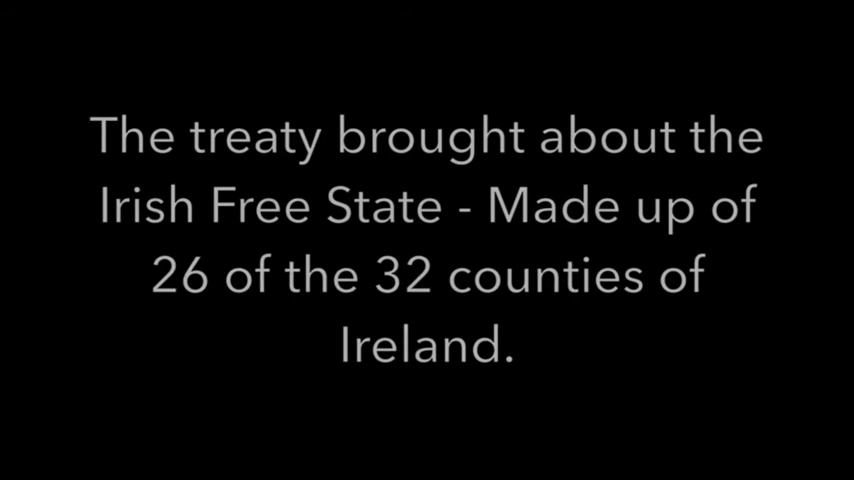 The treaty brought about the
Irish Free State - Made up of
26 of the 32 counties of
Ireland.